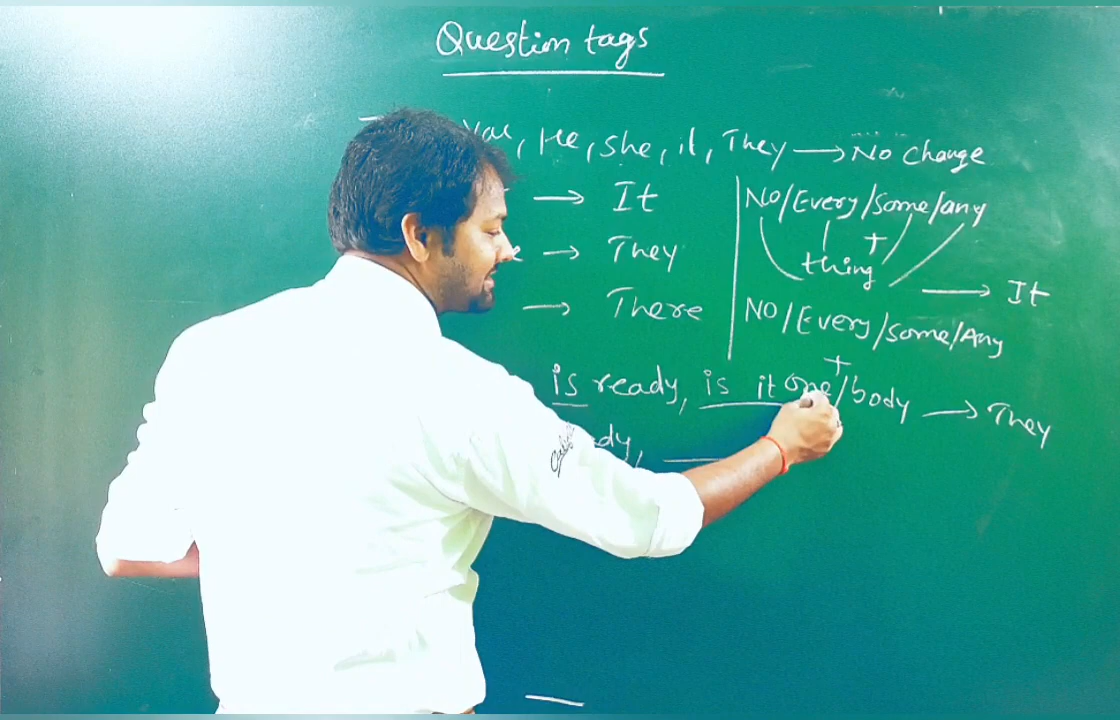 Question tags
You, He, she, it, They → No change
→ It
→ They
→ There
No/Every/some/any
+
thing
→ It
No/Every/some/Any
+
one/body → They
is ready, is it
dy,